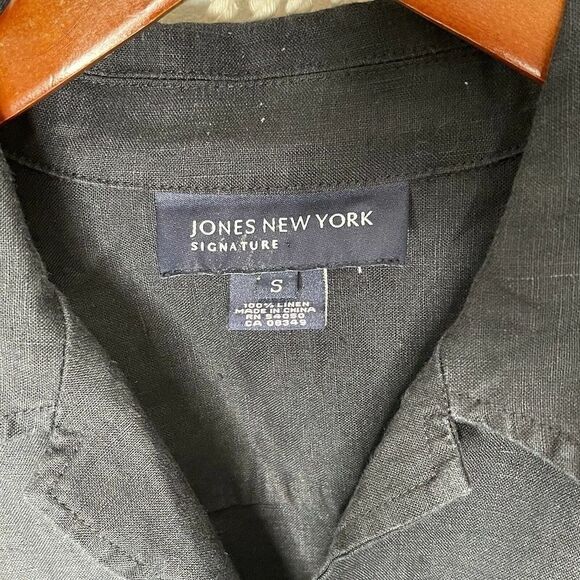 JONES NEW YORK
SIGNATURE
S
100% LINEN
MADE IN CHINA
RN 54050
CA 08349